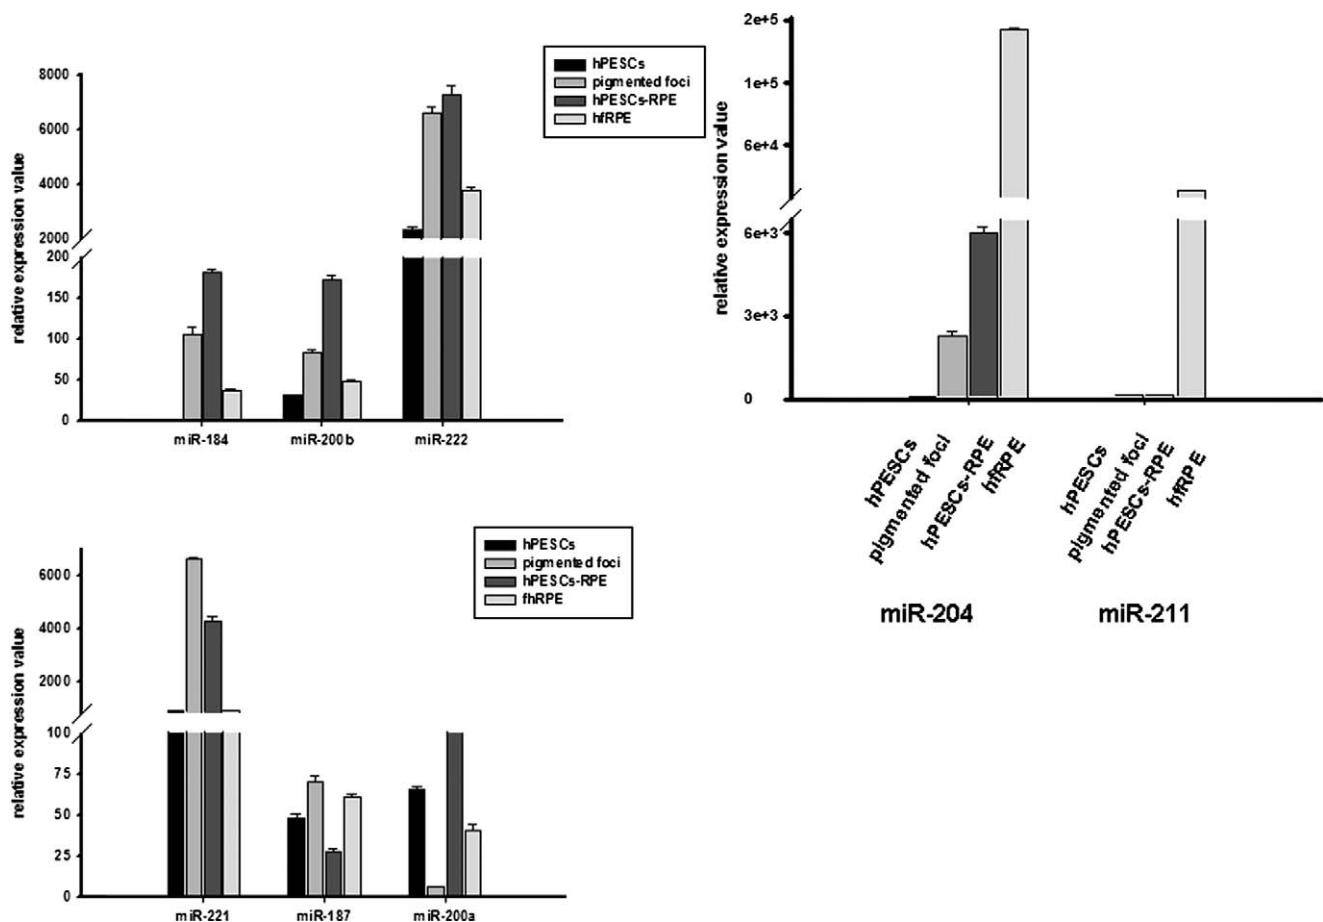 relative expression value
8000
6000
4000
2000
200
150
100
50
0
miR-184
miR-200b
miR-222
hPESCs
pigmented foci
hPESCs-RPE
hfRPE
relative expression value
2e+5
1e+5
6e+4
6e+3
3e+3
0
hPESCs
pigmented foci
hPESCs-RPE
hfRPE
hPESCs
pigmented foci
hPESCs-RPE
hfRPE
miR-204
miR-211
relative expression value
6000
4000
2000
100
75
50
25
0
miR-221
miR-187
miR-200a
hPESCs
pigmented foci
hPESCs-RPE
fhRPE